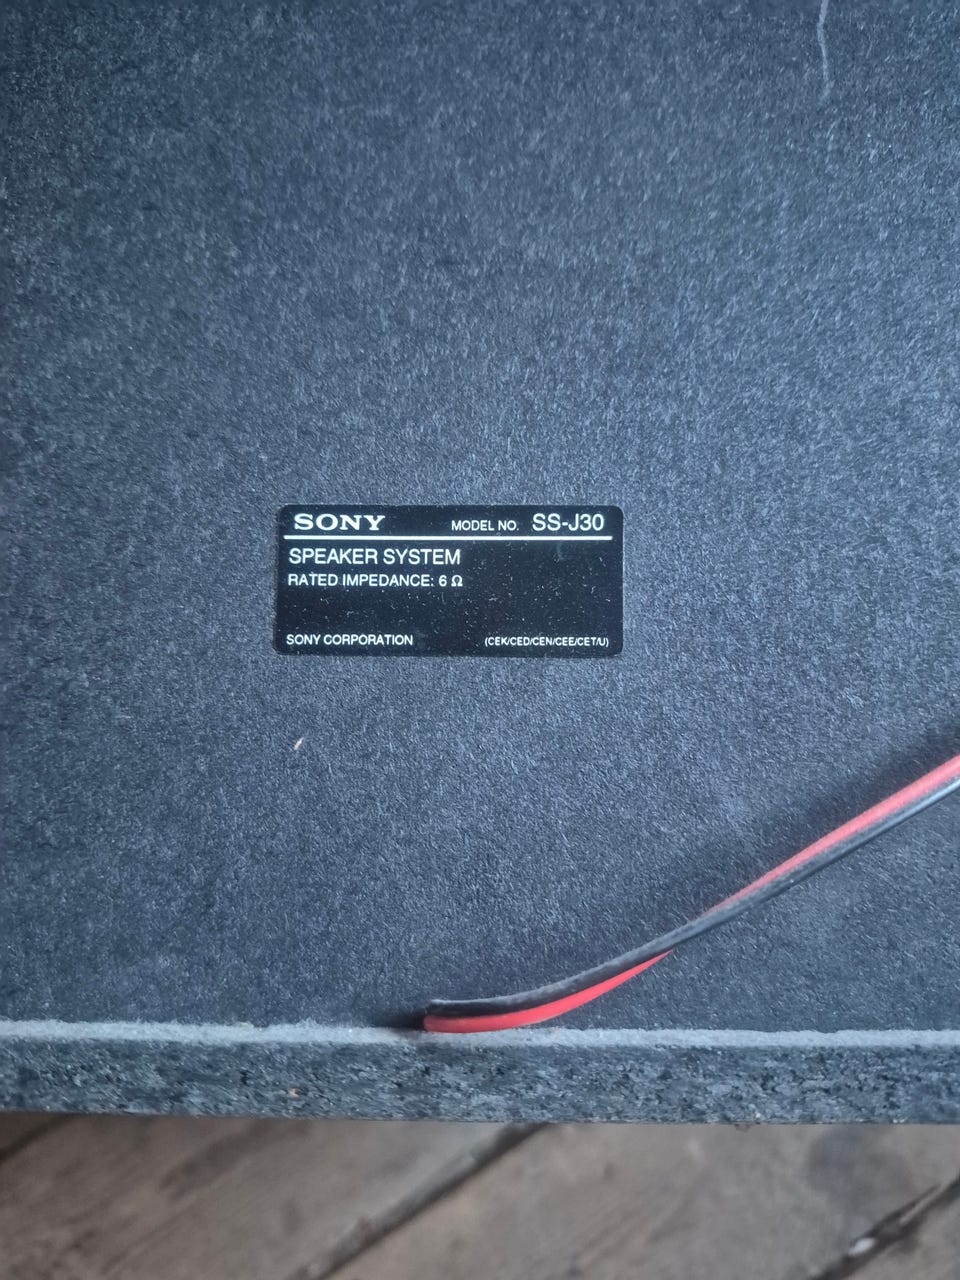 SONY MODEL NO. SS-J30
SPEAKER SYSTEM
RATED IMPEDANCE: 6 Ω
SONY CORPORATION (CEK/CED/CEN/CEE/CET/U)